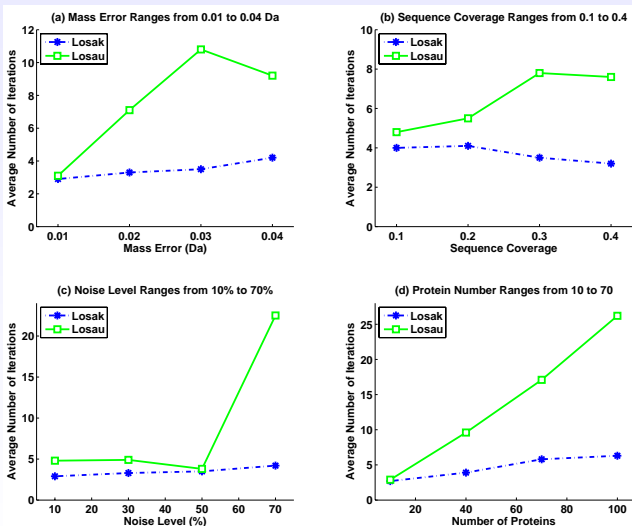 (a) Mass Error Ranges from 0.01 to 0.04 Da
Average Number of Iterations
12
10
8
6
4
2
0
Losak
Losau
0.01 0.02 0.03 0.04
Mass Error (Da)
(b) Sequence Coverage Ranges from 0.1 to 0.4
Average Number of Iterations
10
8
6
4
2
0
Losak
Losau
0.1 0.2 0.3 0.4
Sequence Coverage
(c) Noise Level Ranges from 10% to 70%
Average Number of Iterations
20
15
10
5
0
Losak
Losau
10 20 30 40 50 60 70
Noise Level (%)
(d) Protein Number Ranges from 10 to 70
Average Number of Iterations
25
20
15
10
5
0
Losak
Losau
20 40 60 80 100
Number of Proteins